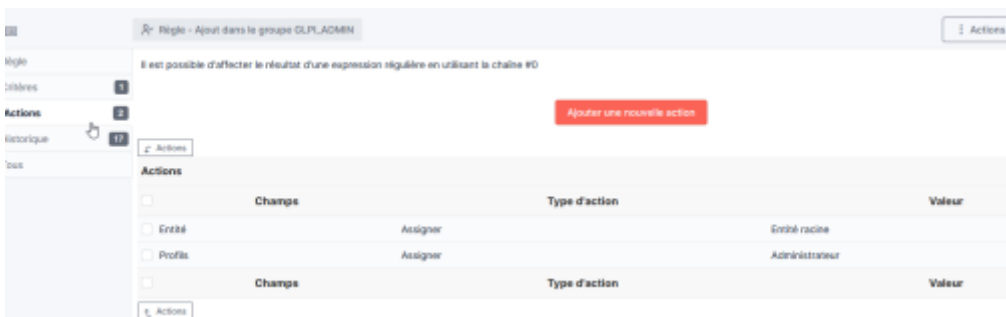 Règle - Ajout dans le groupe GLPI_ADMIN
Actions
Règle
Il est possible d'affecter le résultat d'une expression régulière en utilisant la chaîne #0
Critères 1
Actions 2
Ajouter une nouvelle action
Historique 17
Actions
Tous
Actions
Champs Type d'action Valeur
Entité Assigner Entité racine
Profils Assigner Administrateur
Champs Type d'action Valeur
Actions